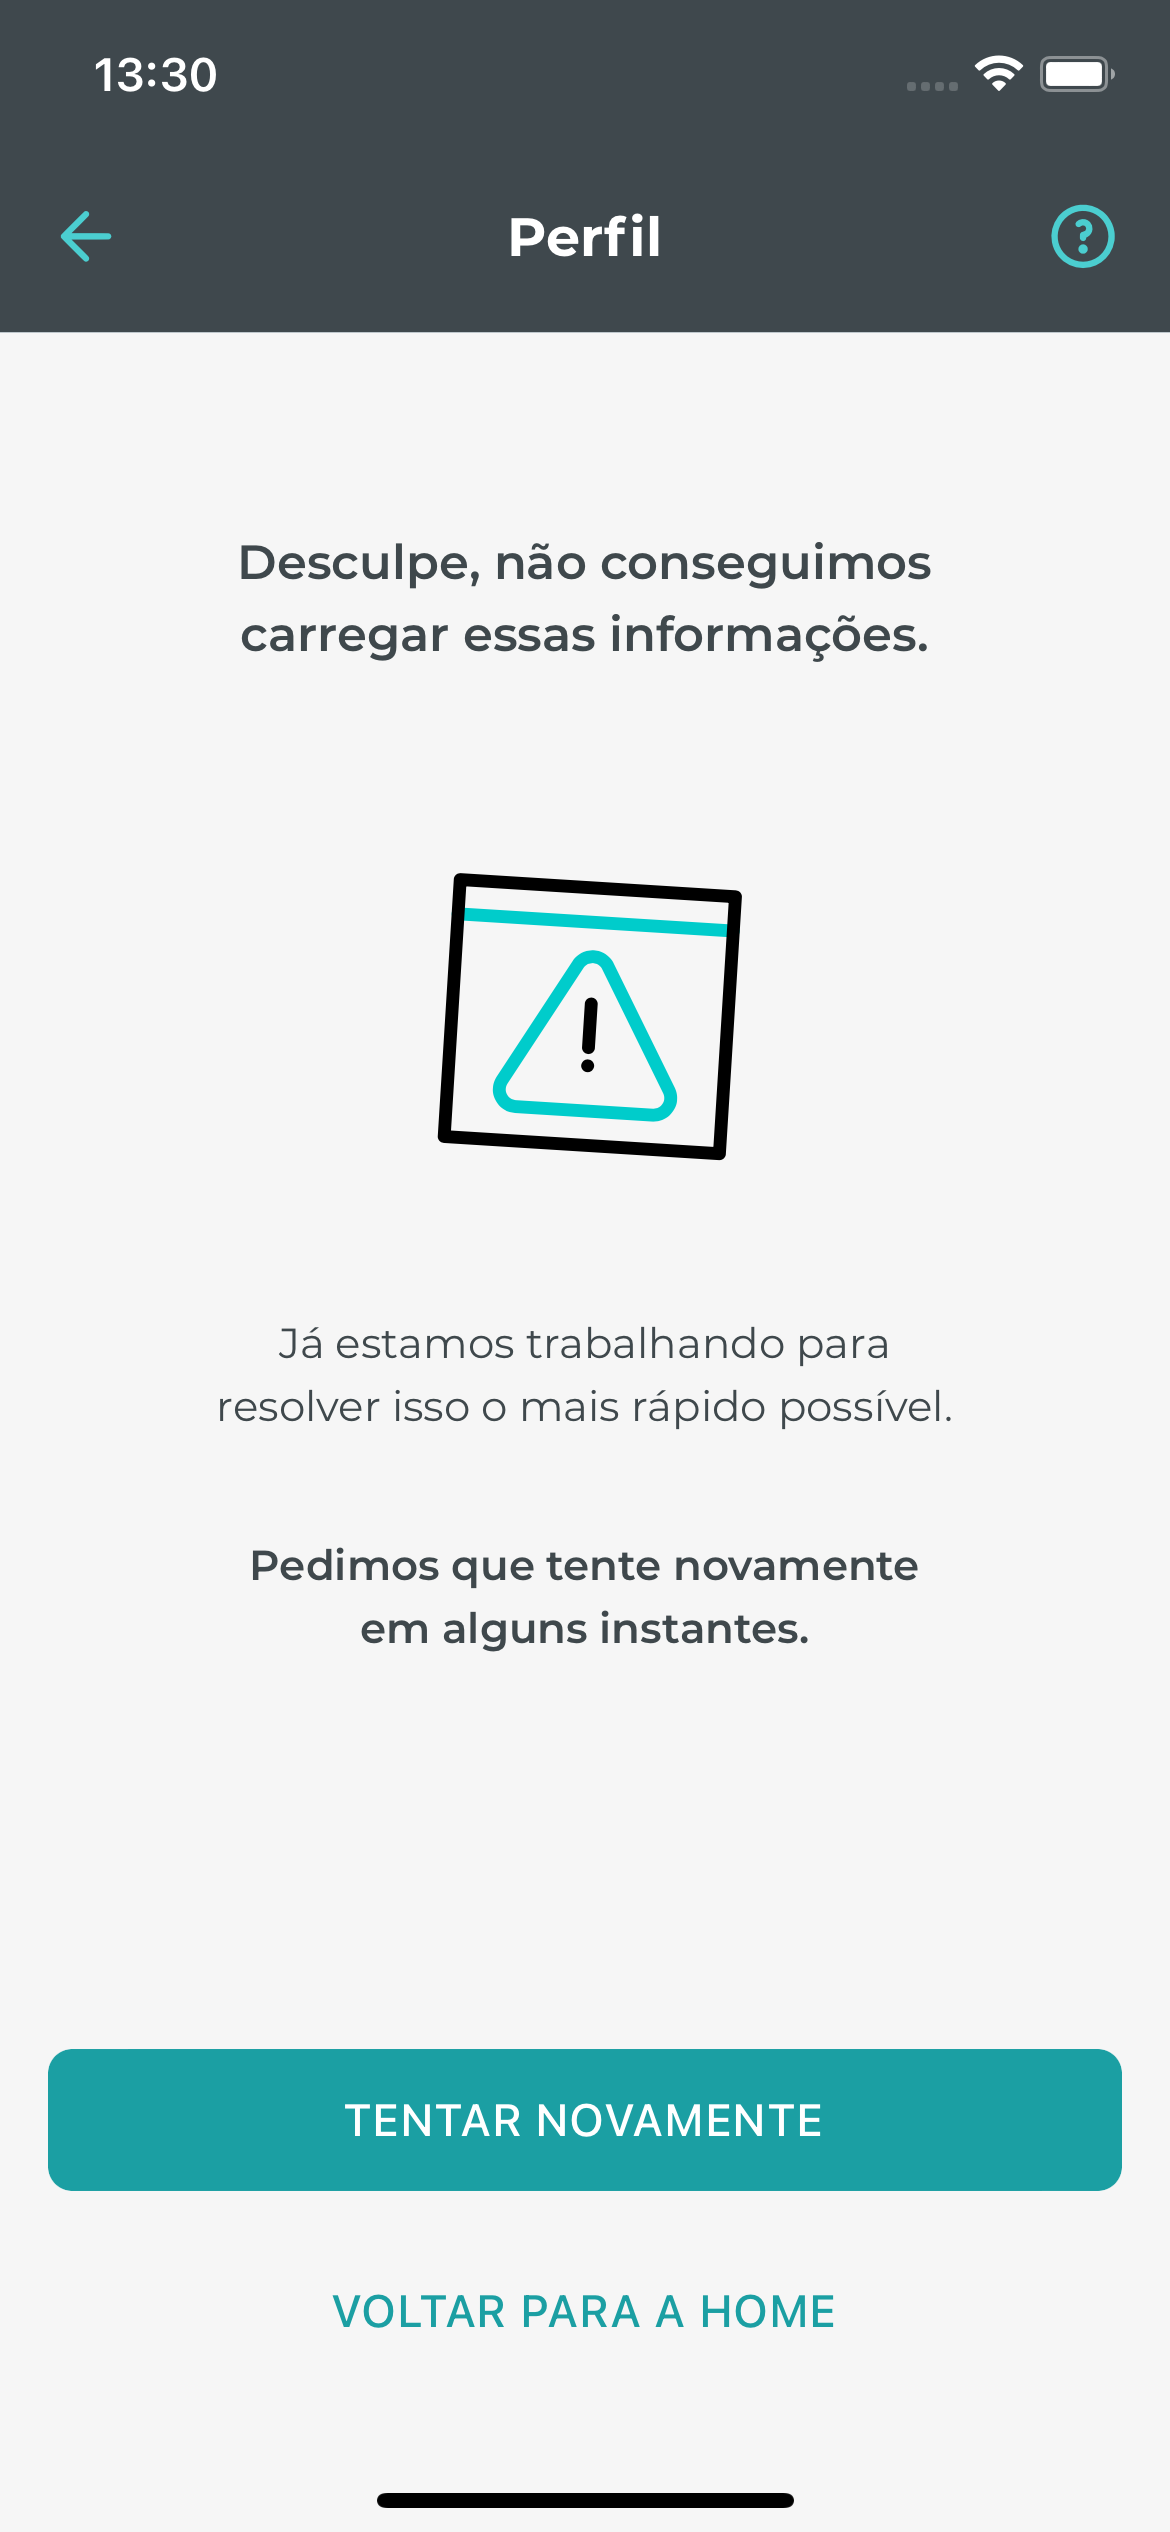 13:30
Perfil
Desculpe, não conseguimos
carregar essas informações.
Já estamos trabalhando para
resolver isso o mais rápido possível.
Pedimos que tente novamente
em alguns instantes.
TENTAR NOVAMENTE
VOLTAR PARA A HOME